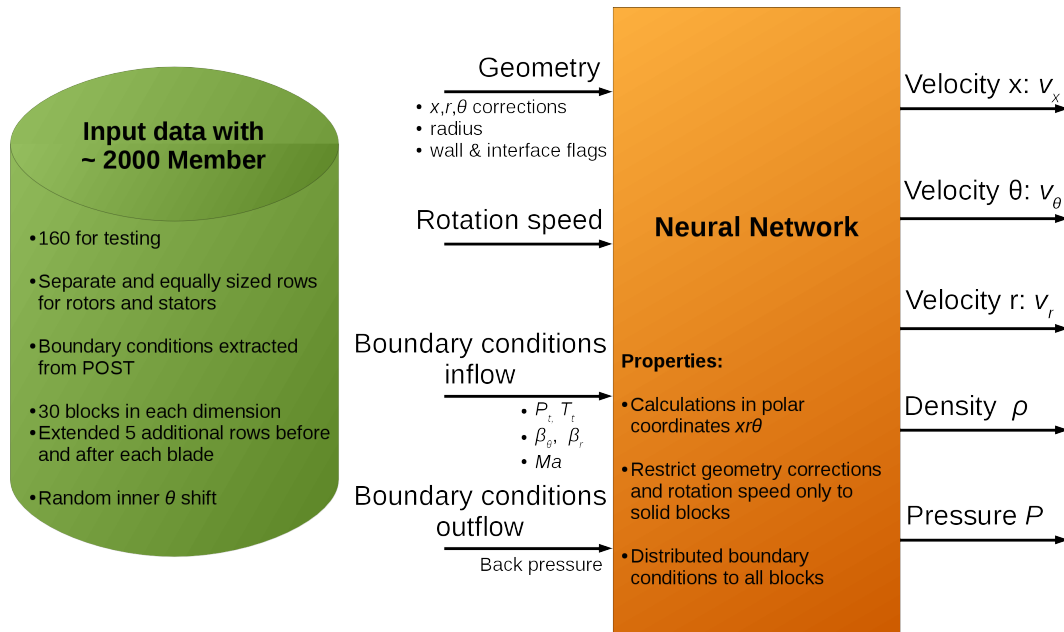 Input data with
~ 2000 Member
•160 for testing
•Separate and equally sized rows
for rotors and stators
•Boundary conditions extracted
from POST
•30 blocks in each dimension
•Extended 5 additional rows before
and after each blade
•Random inner θ shift
Geometry
• x,r,θ corrections
• radius
• wall & interface flags
Rotation speed
Boundary conditions
inflow
• Pt, Tt
• βθ, βr
• Ma
Boundary conditions
outflow
Back pressure
Neural Network
Properties:
•Calculations in polar
coordinates xrθ
•Restrict geometry corrections
and rotation speed only to
solid blocks
•Distributed boundary
conditions to all blocks
Velocity x: vx
Velocity θ: vθ
Velocity r: vr
Density ρ
Pressure P